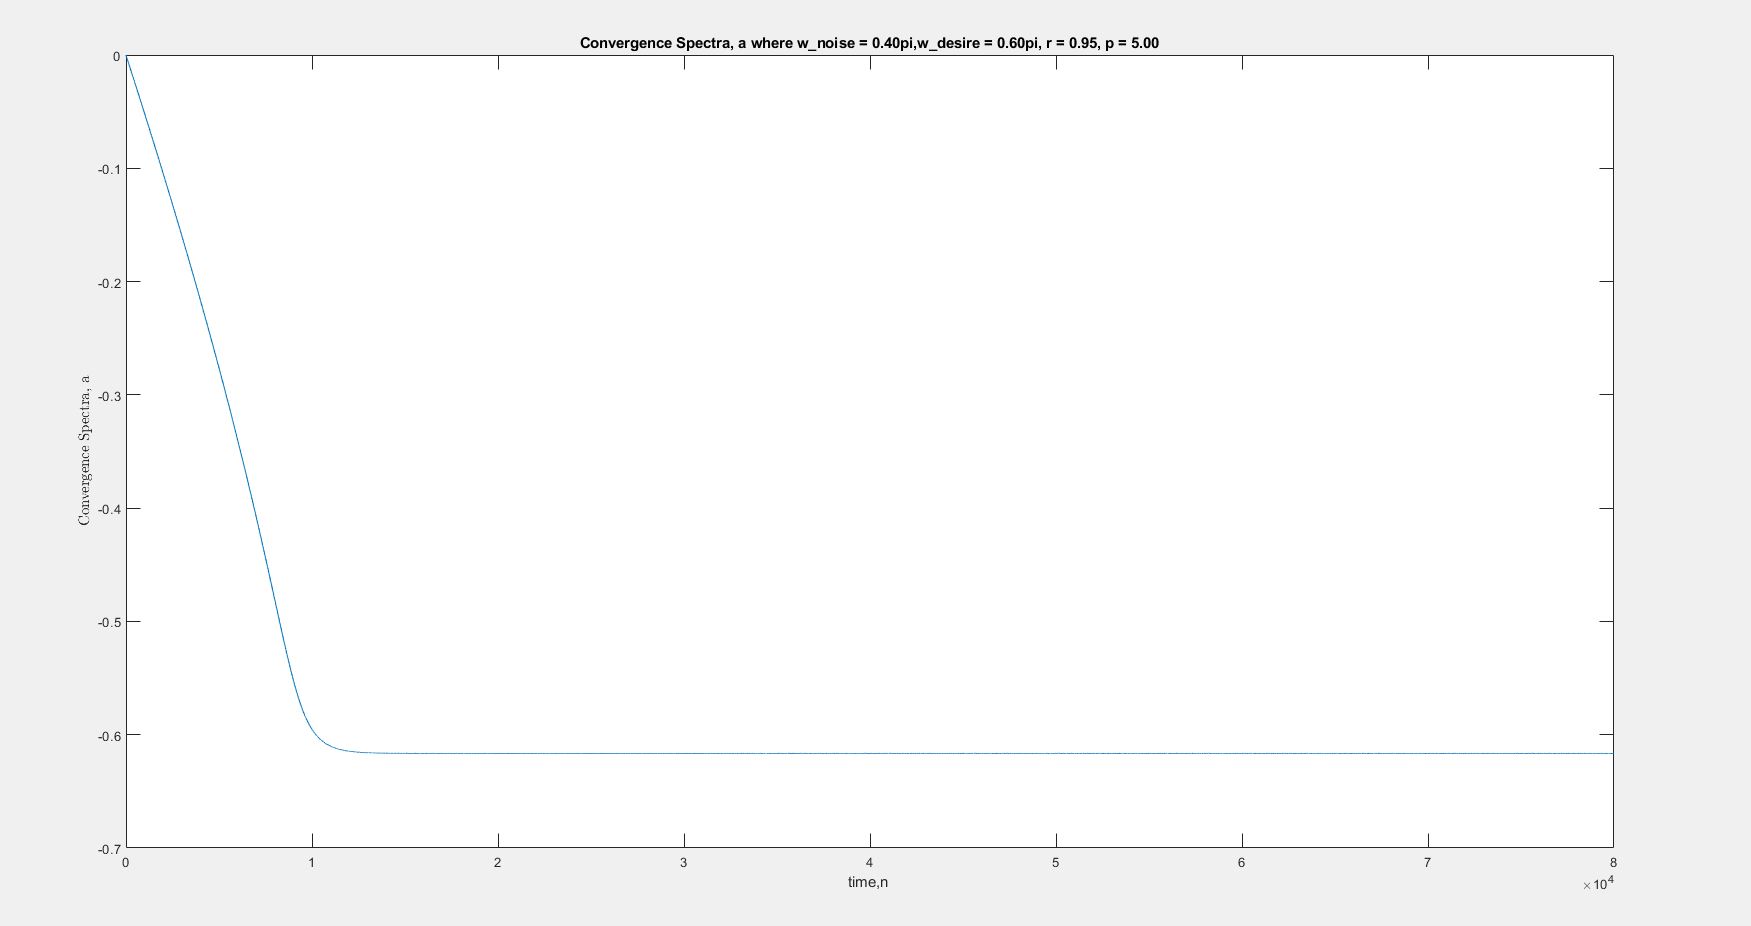 Convergence Spectra, a where w_noise = 0.40pi,w_desire = 0.60pi, r = 0.95, p = 5.00
0
-0.1
-0.2
-0.3
-0.4
-0.5
-0.6
-0.7
Convergence Spectra, a
0 1 2 3 4 5 6 7 8
time,n
×10⁴